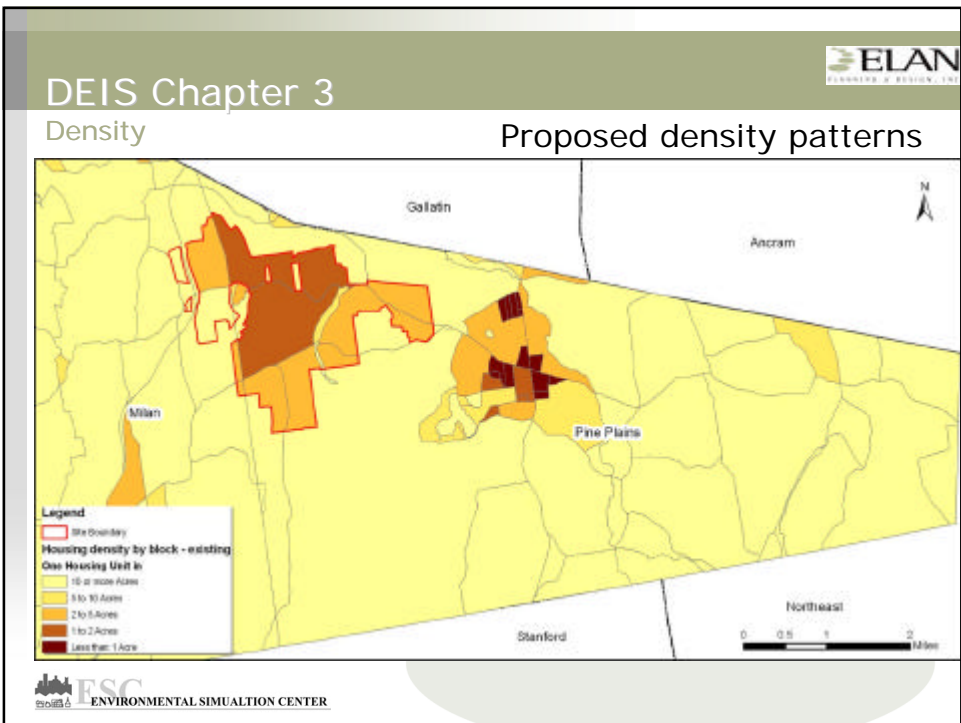 DEIS Chapter 3
ELAN
PLANNING & DESIGN, INC
Density
Proposed density patterns
Gallatin
N
Ancram
Milan
Pine Plains
Legend
Site Boundary
Housing density by block - existing
One Housing Unit in
10 or more Acres
5 to 10 Acres
2 to 5 Acres
1 to 2 Acres
Less than 1 Acre
Northeast
Stanford
0 0.5 1 2
Miles
ESC
ENVIRONMENTAL SIMUALTION CENTER